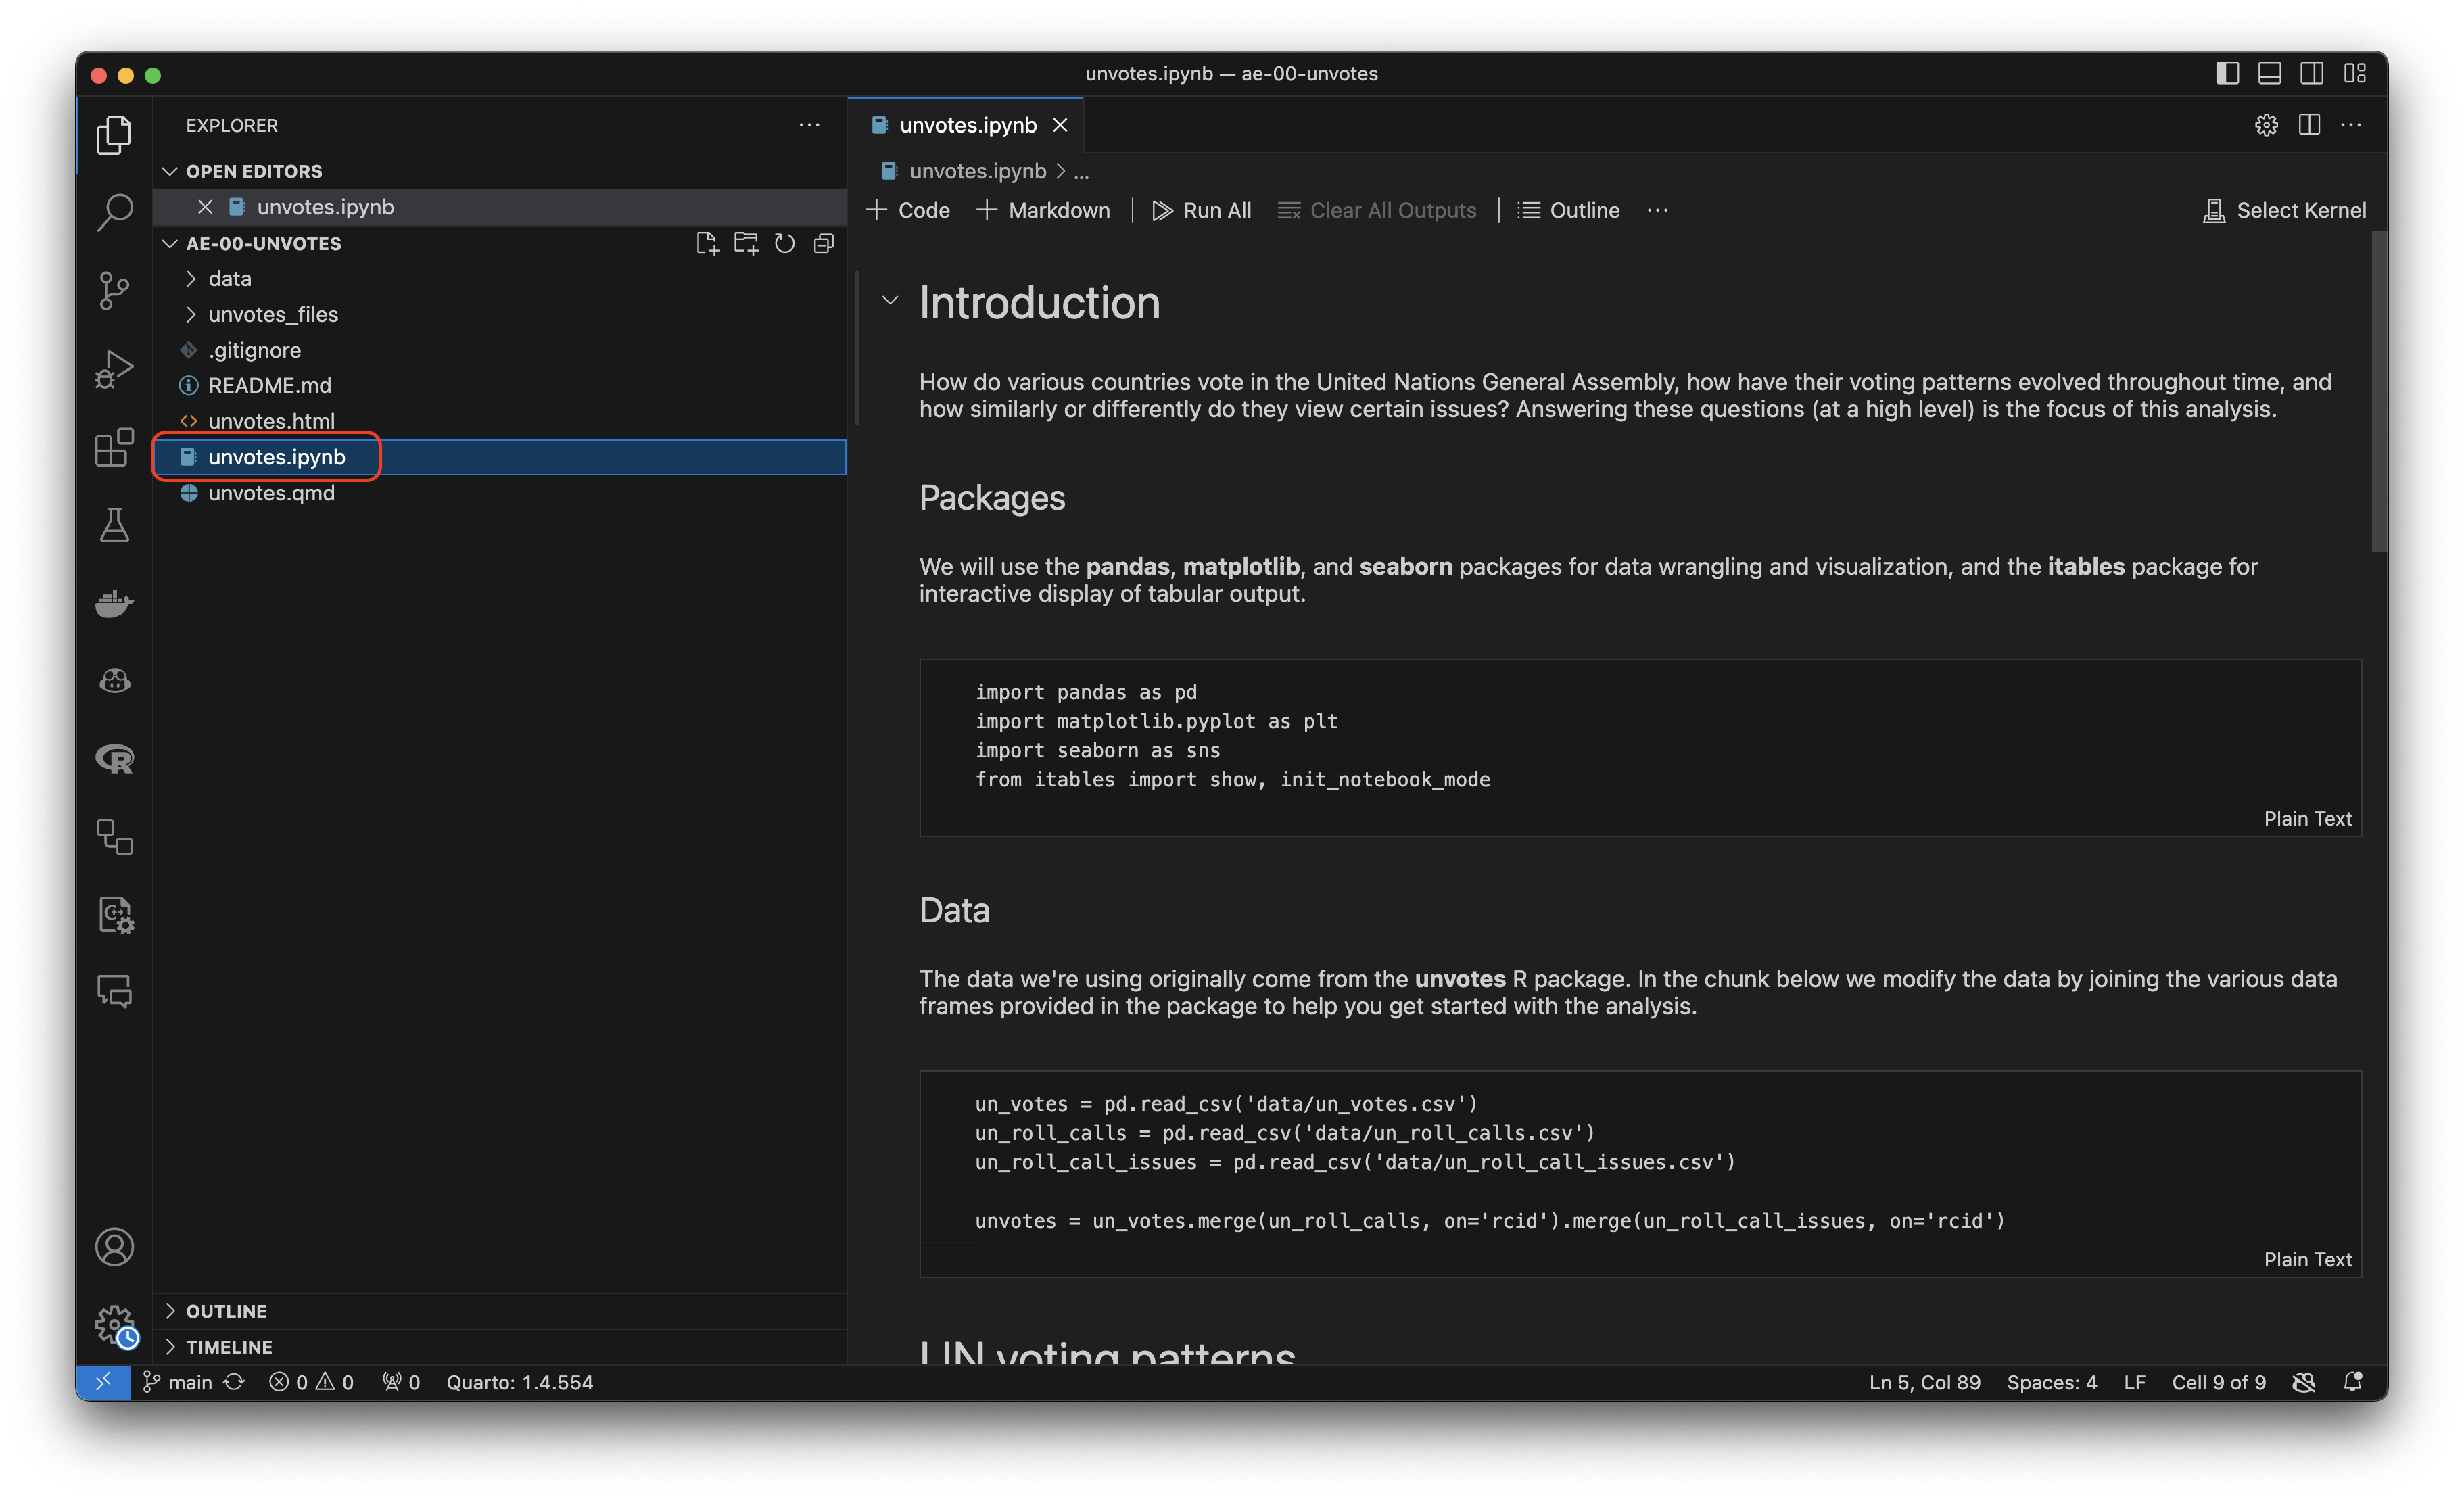 unvotes.ipynb — ae-00-unvotes
EXPLORER
OPEN EDITORS
unvotes.ipynb
AE-00-UNVOTES
data
unvotes_files
.gitignore
README.md
unvotes.html
unvotes.ipynb
unvotes.qmd
OUTLINE
TIMELINE
unvotes.ipynb
unvotes.ipynb > ...
Code
Markdown
Run All
Clear All Outputs
Outline
Select Kernel
Introduction
How do various countries vote in the United Nations General Assembly, how have their voting patterns evolved throughout time, and
how similarly or differently do they view certain issues? Answering these questions (at a high level) is the focus of this analysis.
Packages
We will use the pandas, matplotlib, and seaborn packages for data wrangling and visualization, and the itables package for
interactive display of tabular output.
import pandas as pd
import matplotlib.pyplot as plt
import seaborn as sns
from itables import show, init_notebook_mode
Plain Text
Data
The data we're using originally come from the unvotes R package. In the chunk below we modify the data by joining the various data
frames provided in the package to help you get started with the analysis.
un_votes = pd.read_csv('data/un_votes.csv')
un_roll_calls = pd.read_csv('data/un_roll_calls.csv')
un_roll_call_issues = pd.read_csv('data/un_roll_call_issues.csv')
unvotes = un_votes.merge(un_roll_calls, on='rcid').merge(un_roll_call_issues, on='rcid')
Plain Text
UN voting patterns
main
0 0
0
Quarto: 1.4.554
Ln 5, Col 89
Spaces: 4
LF
Cell 9 of 9